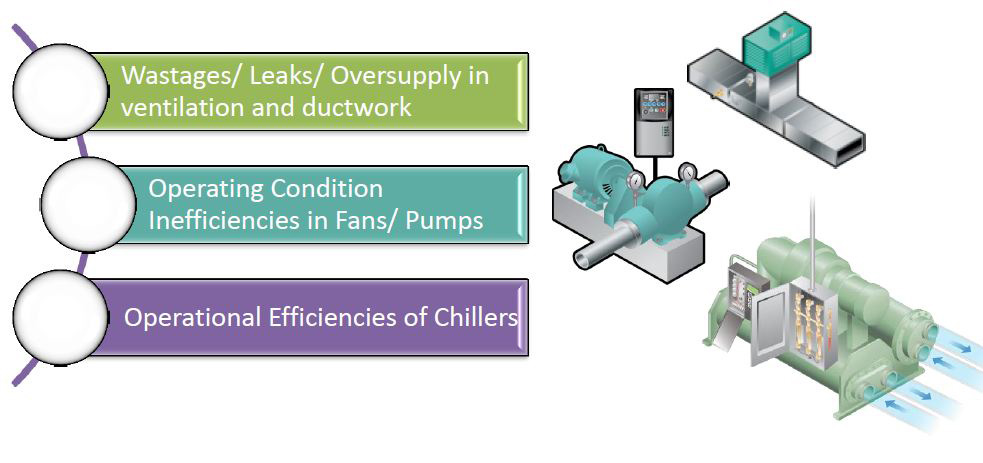 Wastages/ Leaks/ Oversupply in
ventilation and ductwork
Operating Condition
Inefficiencies in Fans/ Pumps
Operational Efficiencies of Chillers